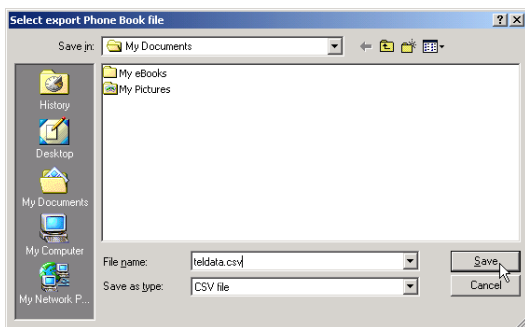 Select export Phone Book file
Save in:
My Documents
History
Desktop
My Documents
My Computer
My Network P...
My eBooks
My Pictures
File name:
teldata.csv
Save
Save as type:
CSV file
Cancel